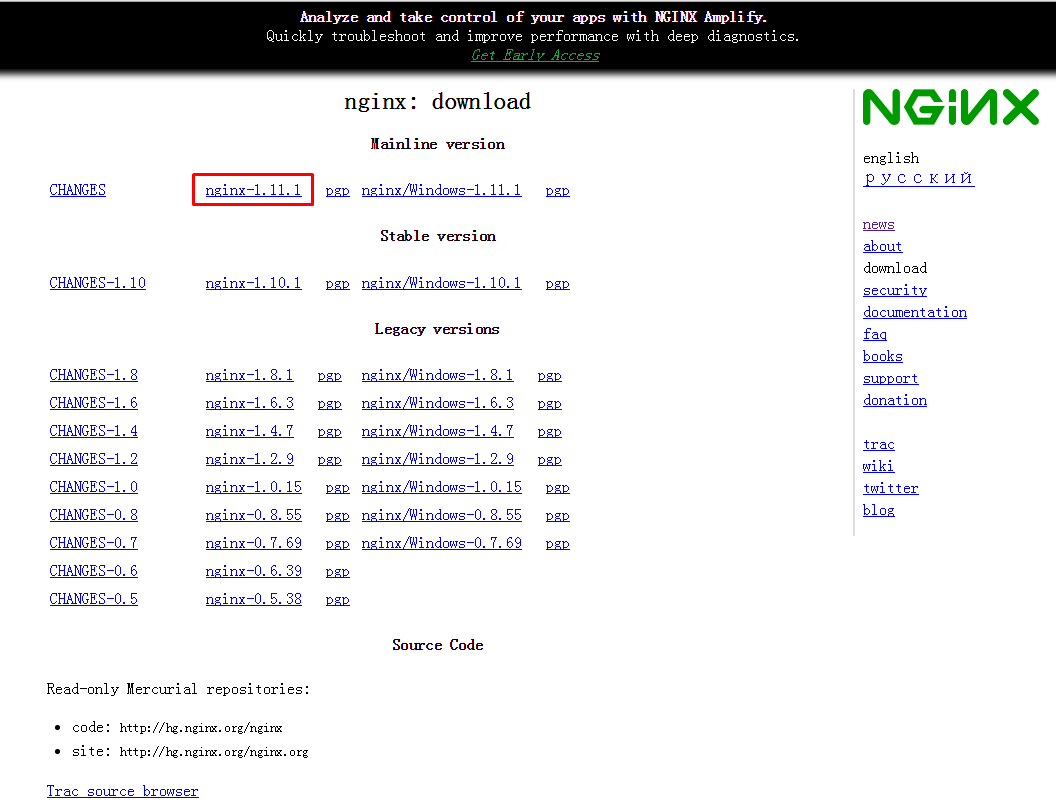 Analyze and take control of your apps with NGINX Amplify.
Quickly troubleshoot and improve performance with deep diagnostics.
Get Early Access
nginx: download
Mainline version
CHANGES nginx-1.11.1 pgp nginx/Windows-1.11.1 pgp
Stable version
CHANGES-1.10 nginx-1.10.1 pgp nginx/Windows-1.10.1 pgp
Legacy versions
CHANGES-1.8 nginx-1.8.1 pgp nginx/Windows-1.8.1 pgp
CHANGES-1.6 nginx-1.6.3 pgp nginx/Windows-1.6.3 pgp
CHANGES-1.4 nginx-1.4.7 pgp nginx/Windows-1.4.7 pgp
CHANGES-1.2 nginx-1.2.9 pgp nginx/Windows-1.2.9 pgp
CHANGES-1.0 nginx-1.0.15 pgp nginx/Windows-1.0.15 pgp
CHANGES-0.8 nginx-0.8.55 pgp nginx/Windows-0.8.55 pgp
CHANGES-0.7 nginx-0.7.69 pgp nginx/Windows-0.7.69 pgp
CHANGES-0.6 nginx-0.6.39 pgp
CHANGES-0.5 nginx-0.5.38 pgp
Source Code
Read-only Mercurial repositories:
• code: http://hg.nginx.org/nginx
• site: http://hg.nginx.org/nginx.org
Trac source browser
NGINX
english
русский
news
about
download
security
documentation
faq
books
support
donation
trac
wiki
twitter
blog